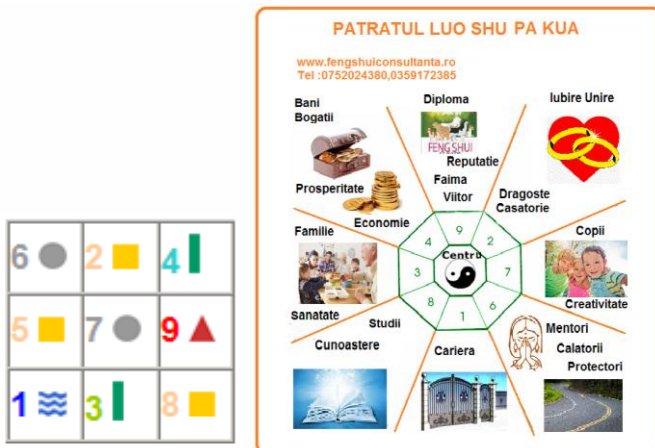 PATRATUL LUO SHU PA KUA
www.fengshuiconsultanta.ro
Tel :0752024380,0359172385
Bani
Bogatii
Prosperitate
Economie
Diploma
FENG SHUI
Reputatie
Faima
Viitor
Iubire Unire
Dragoste
Casatorie
Familie
Sanatate
Copii
Creativitate
Studii
Cunoastere
Cariera
Mentori
Calatorii
Protectori
4 9 2
3 Centru 7
8 1 6
6 2 4
5 7 9
1 3 8